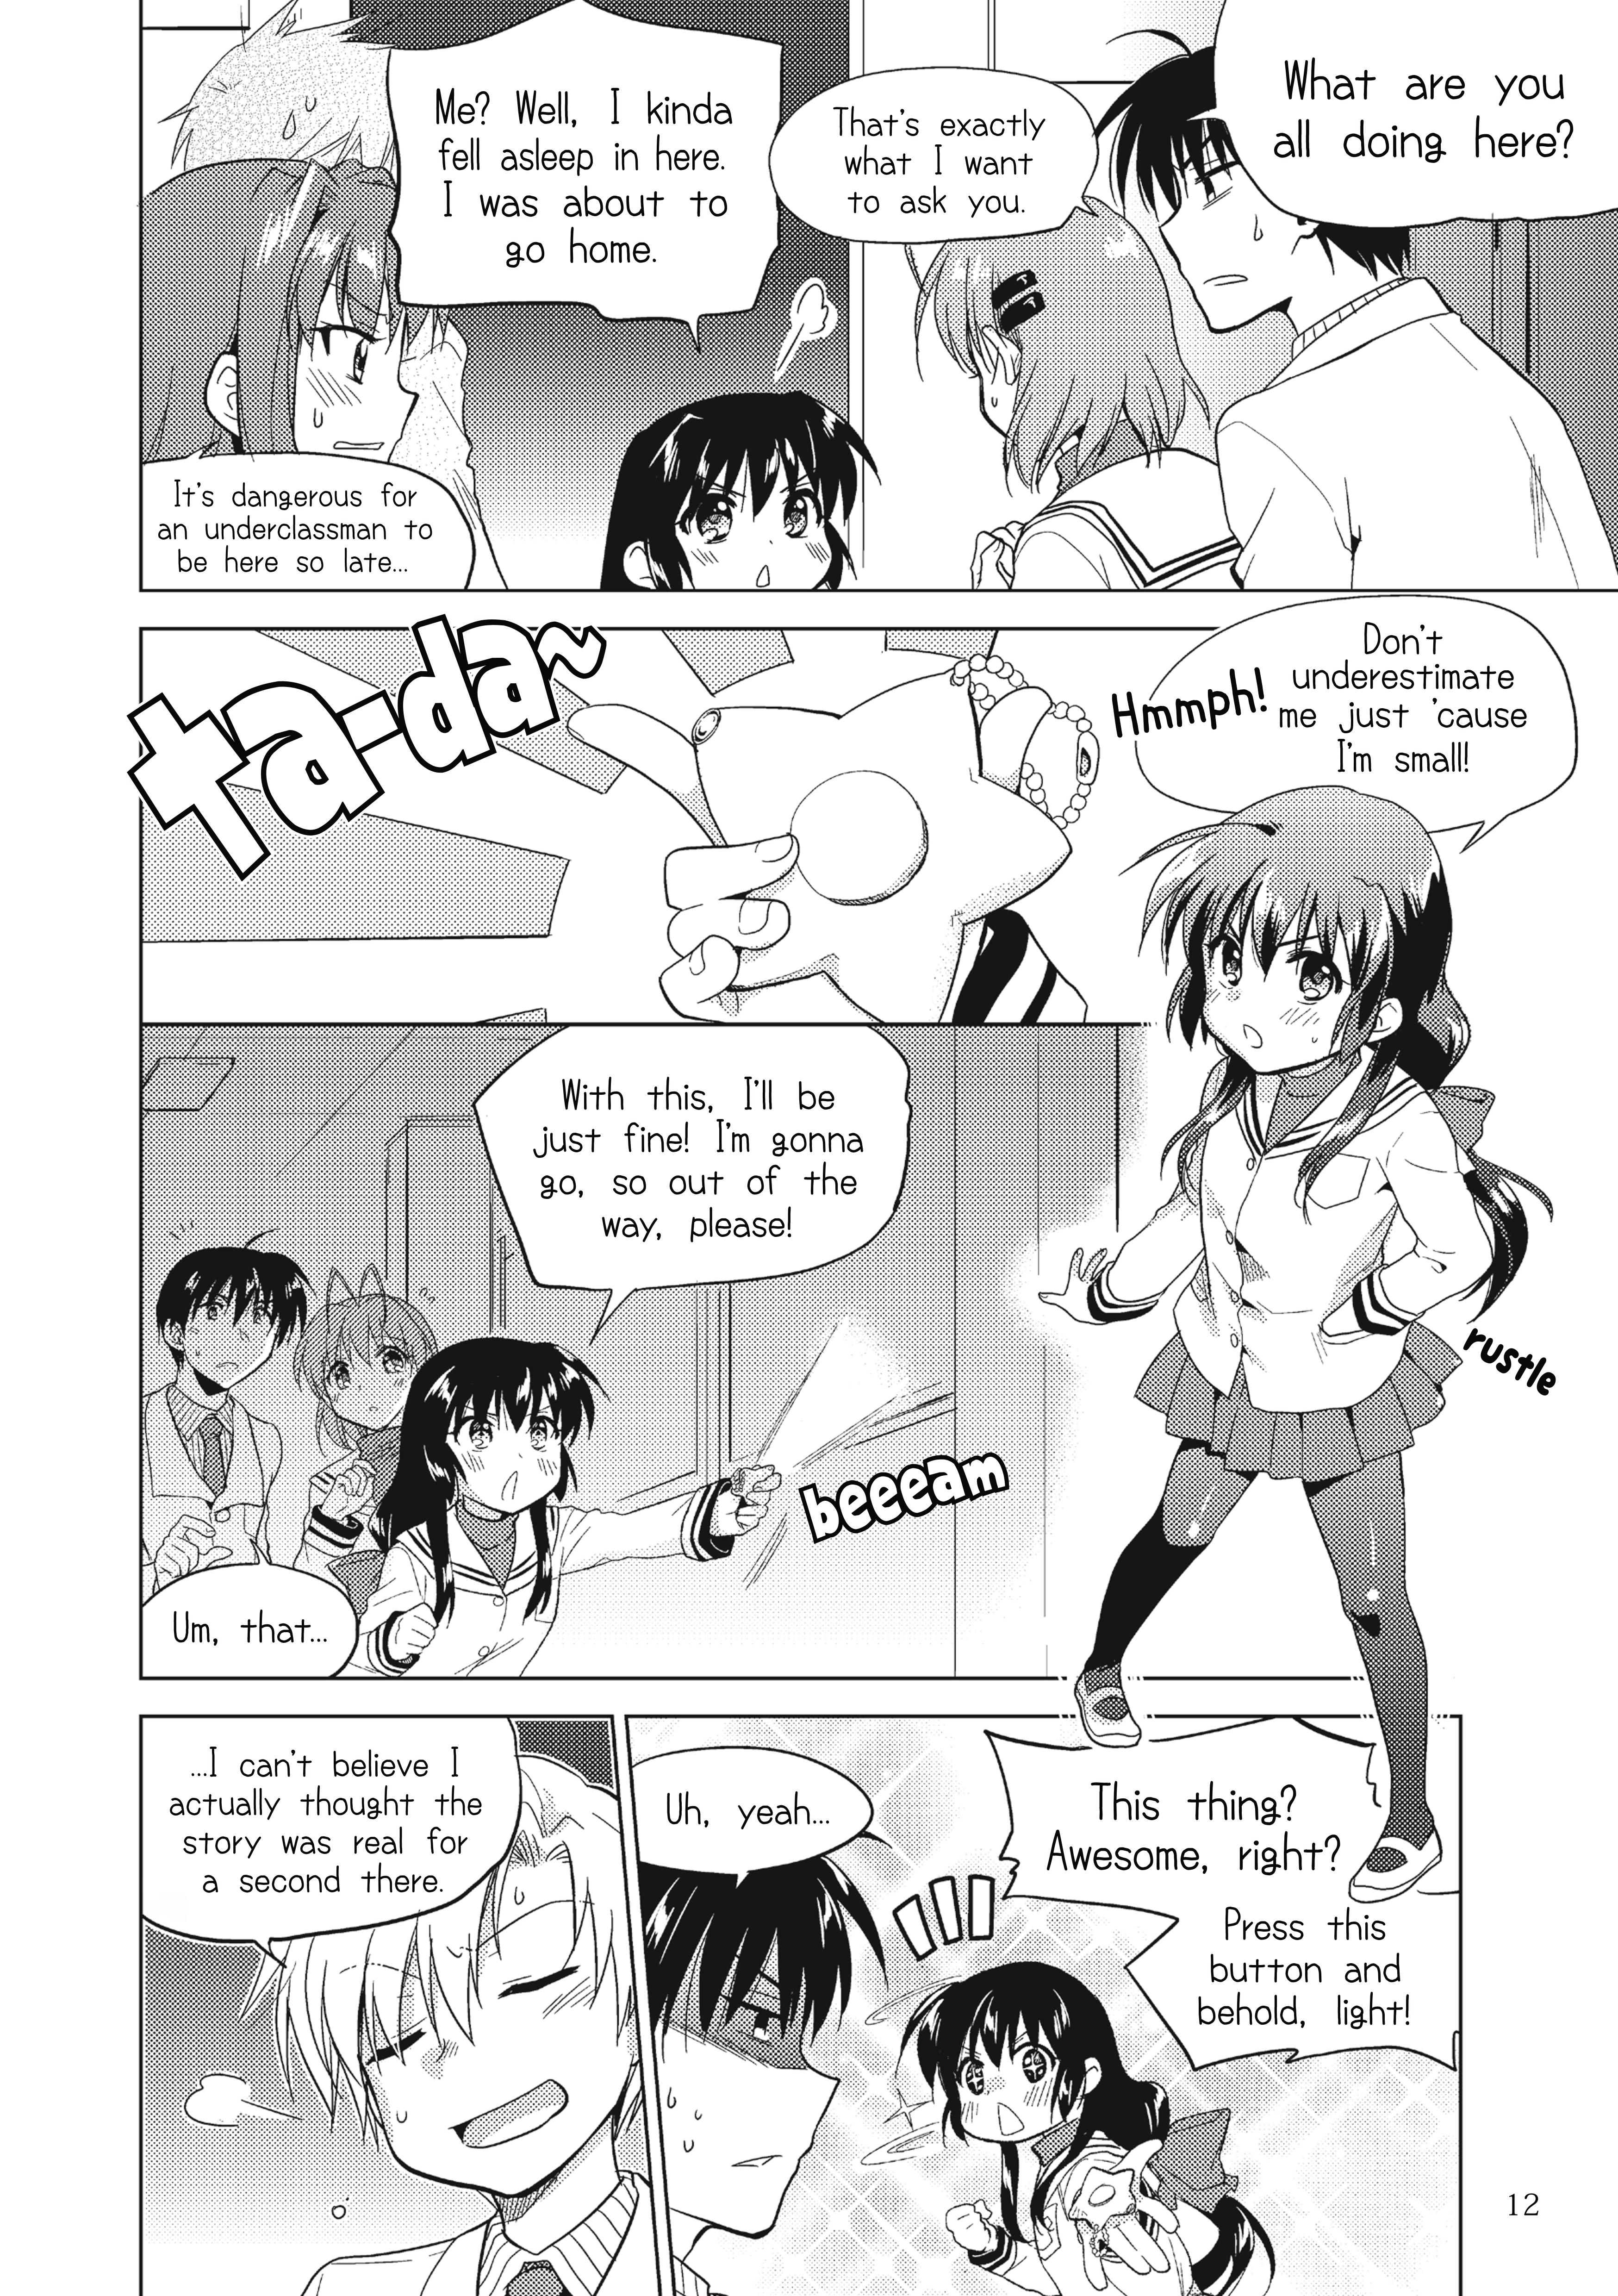 What are you
all doing here?
That's exactly
what I want
to ask you.
Me? Well, I kinda
fell asleep in here.
I was about to
go home.
It's dangerous for
an underclassman to
be here so late...
Don't
underestimate
me just 'cause
I'm small!
Hmmph!
rustle
ta-da~
With this, I'll be
just fine! I'm gonna
go, so out of the
way, please!
beeeam
Um, that...
This thing?
Awesome, right?
Press this
button and
behold, light!
Uh, yeah...
...I can't believe I
actually thought the
story was real for
a second there.
12